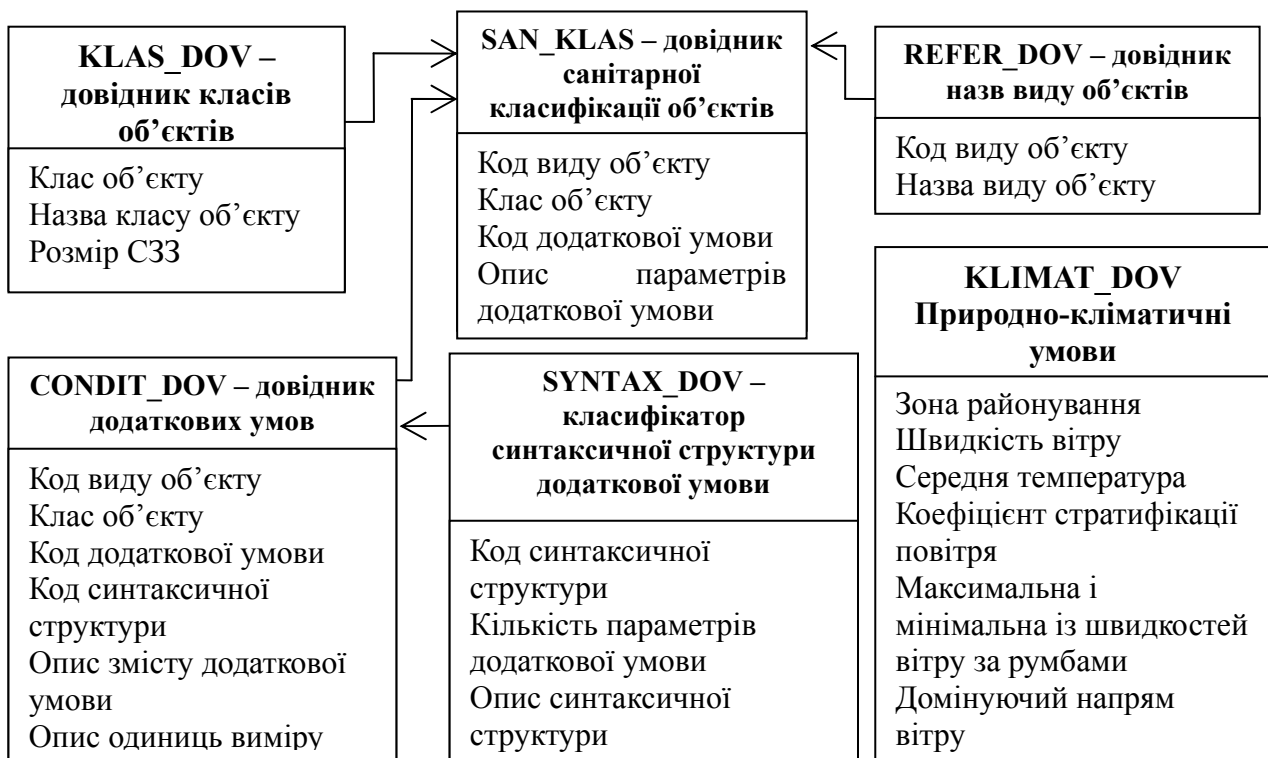 KLAS_DOV –
довідник класів
об’єктів
Клас об’єкту
Назва класу об’єкту
Розмір СЗЗ
SAN_KLAS – довідник
санітарної
класифікації об’єктів
Код виду об’єкту
Клас об’єкту
Код додаткової умови
Опис параметрів
додаткової умови
REFER_DOV – довідник
назв виду об’єктів
Код виду об’єкту
Назва виду об’єкту
CONDIT_DOV – довідник
додаткових умов
Код виду об’єкту
Клас об’єкту
Код додаткової умови
Код синтаксичної
структури
Опис змісту додаткової
умови
Опис одиниць виміру
SYNTAX_DOV –
класифікатор
синтаксичної структури
додаткової умови
Код синтаксичної
структури
Кількість параметрів
додаткової умови
Опис синтаксичної
структури
KLIMAT_DOV
Природно-кліматичні
умови
Зона районування
Швидкість вітру
Середня температура
Коефіцієнт стратифікації
повітря
Максимальна і
мінімальна із швидкостей
вітру за румбами
Домінуючий напрям
вітру